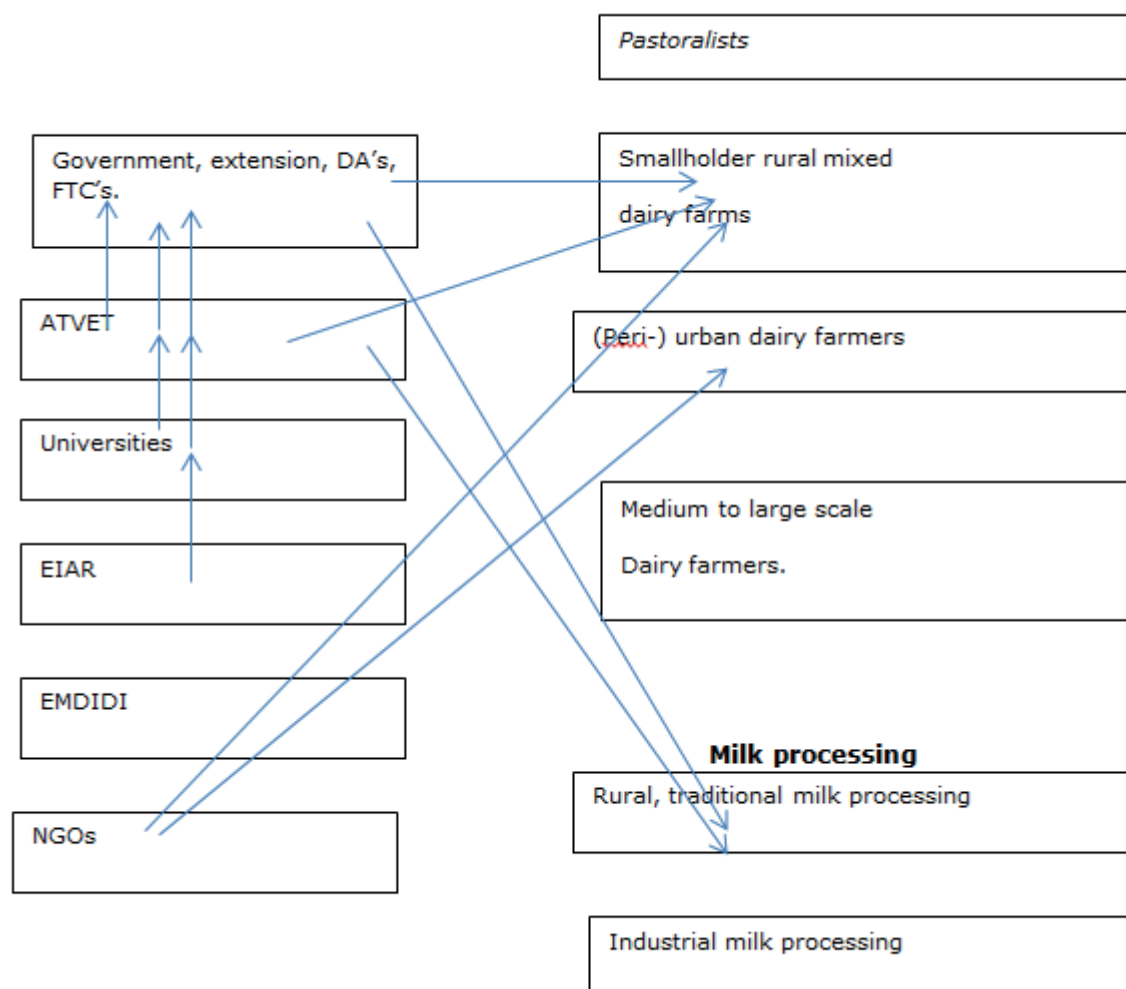 Pastoralists
Government, extension, DA's,
FTC's.
Smallholder rural mixed
dairy farms
ATVET
(Peri-) urban dairy farmers
Universities
Medium to large scale
Dairy farmers.
EIAR
EMDIDI
Milk processing
Rural, traditional milk processing
NGOs
Industrial milk processing